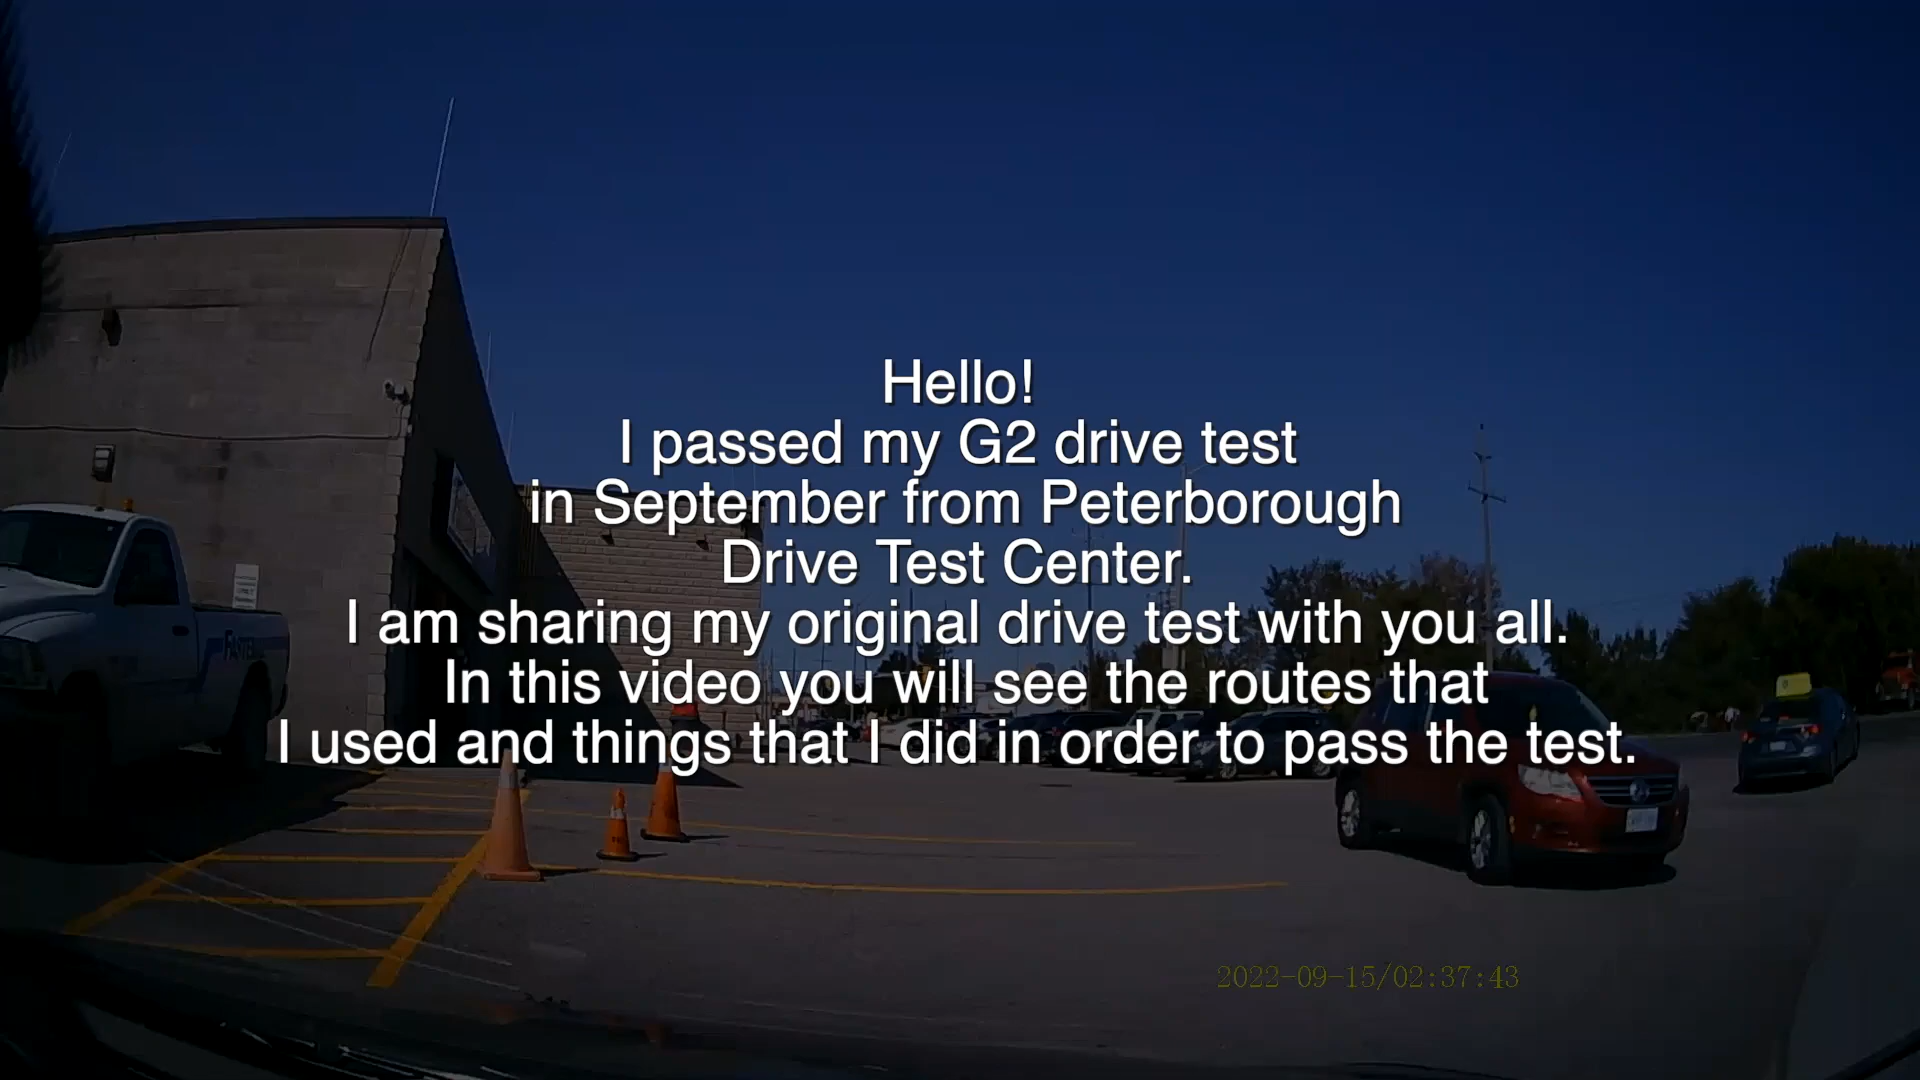 Hello!
I passed my G2 drive test
in September from Peterborough
Drive Test Center.
I am sharing my original drive test with you all.
In this video you will see the routes that
I used and things that I did in order to pass the test.
2022-09-15/02:37:43